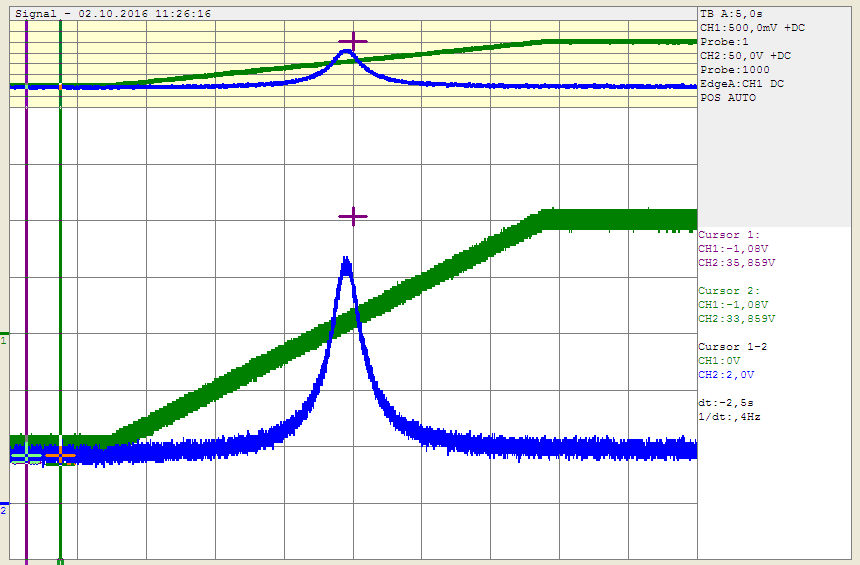 Signal - 02.10.2016 11:26:16
TB A:5,0s
CH1:500,0mV +DC
Probe:1
CH2:50,0V +DC
Probe:1000
EdgeA:CH1 DC
POS AUTO
Cursor 1:
CH1:-1,08V
CH2:35,859V
Cursor 2:
CH1:-1,08V
CH2:33,859V
Cursor 1-2
CH1:0V
CH2:2,0V
dt:-2,5s
1/dt:,4Hz
1
2